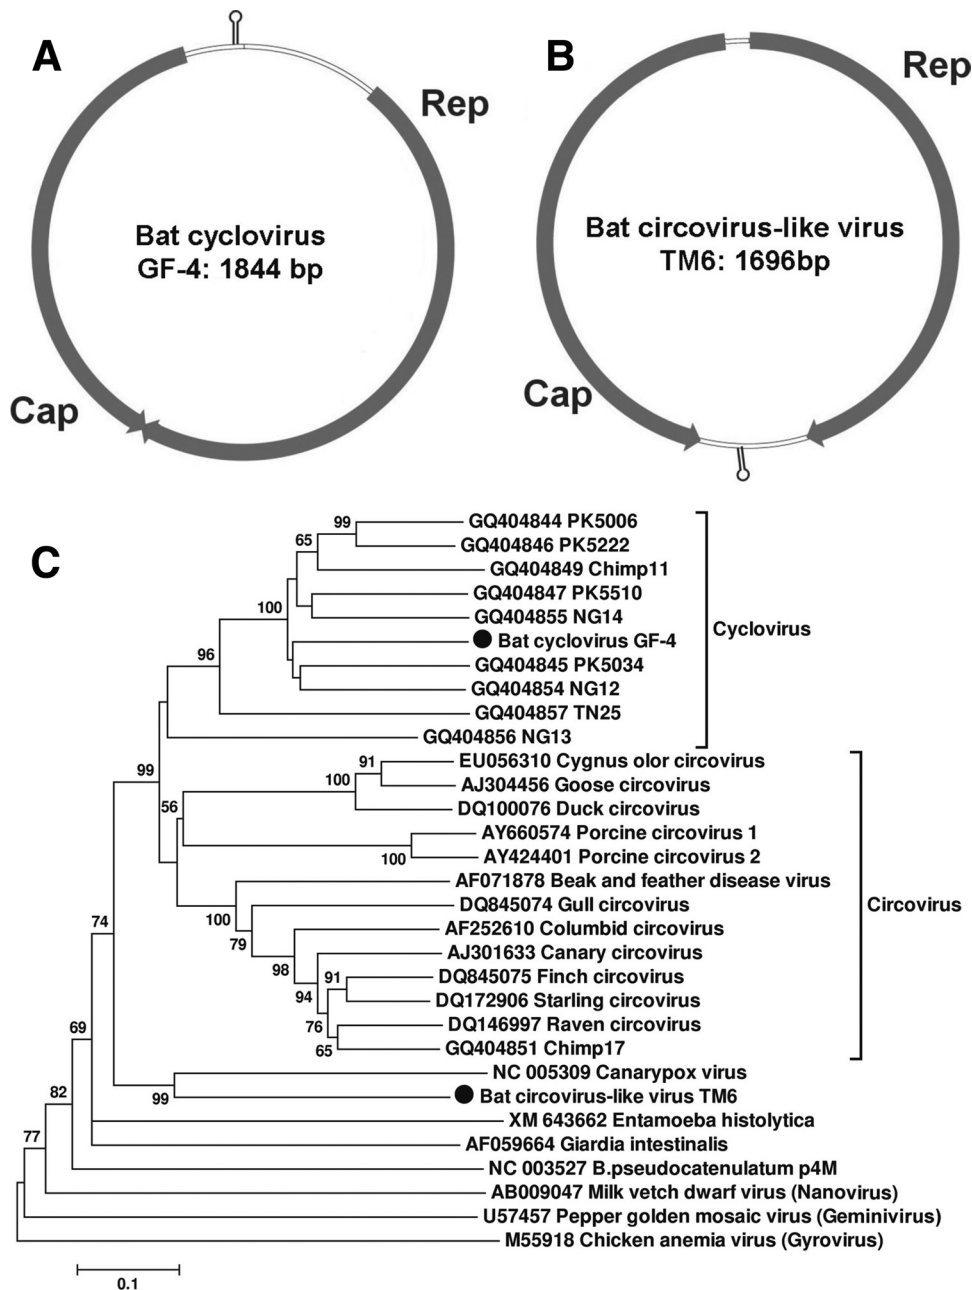 A
Rep
Bat cyclovirus
GF-4: 1844 bp
Cap
B
Rep
Bat circovirus-like virus
TM6: 1696bp
Cap
C
99
GQ404844 PK5006
65
GQ404846 PK5222
GQ404849 Chimp11
100
GQ404847 PK5510
GQ404855 NG14
Cyclovirus
Bat cyclovirus GF-4
96
GQ404845 PK5034
GQ404854 NG12
GQ404857 TN25
GQ404856 NG13
91
EU056310 Cygnus olor circovirus
99
100
AJ304456 Goose circovirus
56
DQ100076 Duck circovirus
AY660574 Porcine circovirus 1
100
AY424401 Porcine circovirus 2
AF071878 Beak and feather disease virus
Circovirus
100
DQ845074 Gull circovirus
74
79
AF252610 Columbid circovirus
98
AJ301633 Canary circovirus
91
DQ845075 Finch circovirus
94
DQ172906 Starling circovirus
69
76
DQ146997 Raven circovirus
65
GQ404851 Chimp17
NC 005309 Canarypox virus
82
99
Bat circovirus-like virus TM6
XM 643662 Entamoeba histolytica
77
AF059664 Giardia intestinalis
NC 003527 B.pseudocatenulatum p4M
AB009047 Milk vetch dwarf virus (Nanovirus)
U57457 Pepper golden mosaic virus (Geminivirus)
M55918 Chicken anemia virus (Gyrovirus)
0.1